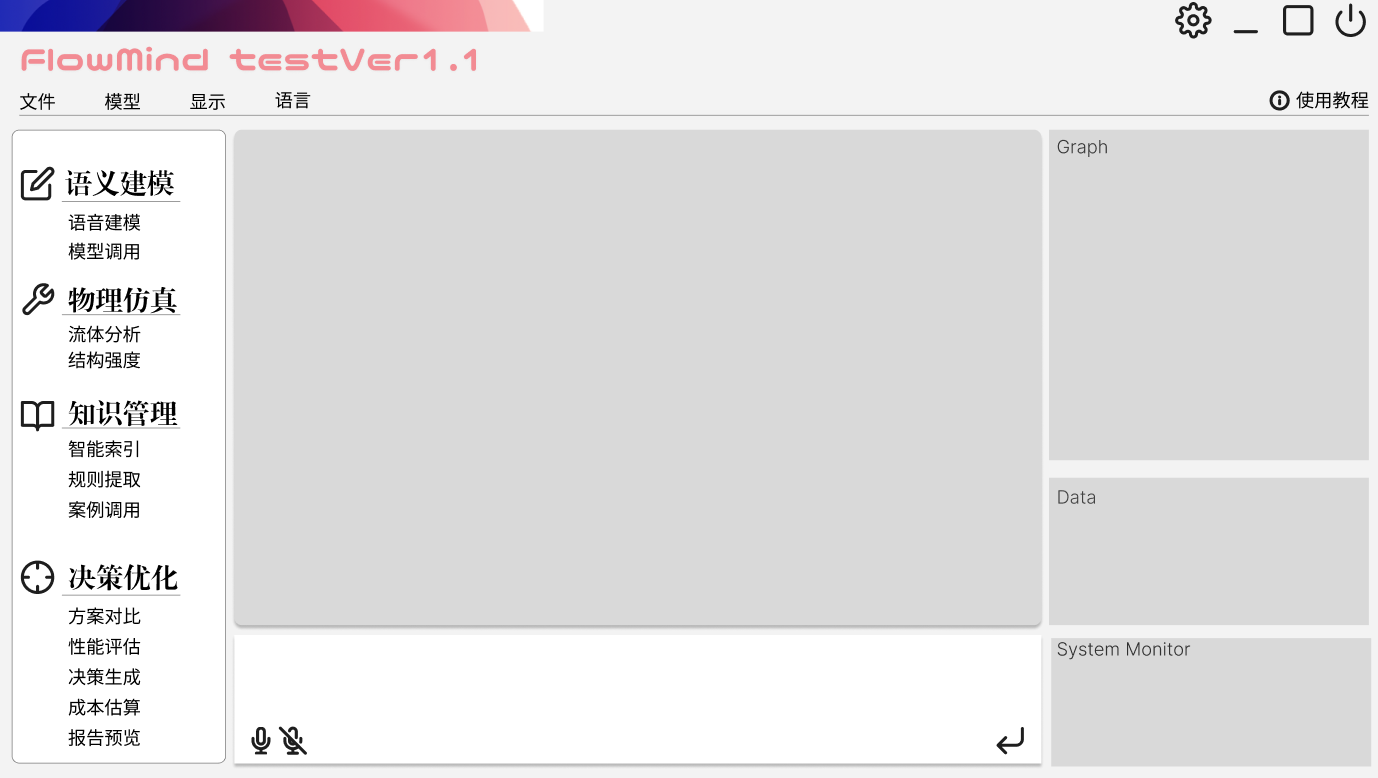 FlowMind testVer1.1
文件 模型 显示 语言 使用教程
语义建模
语音建模
模型调用
物理仿真
流体分析
结构强度
知识管理
智能索引
规则提取
案例调用
决策优化
方案对比
性能评估
决策生成
成本估算
报告预览
Graph
Data
System Monitor